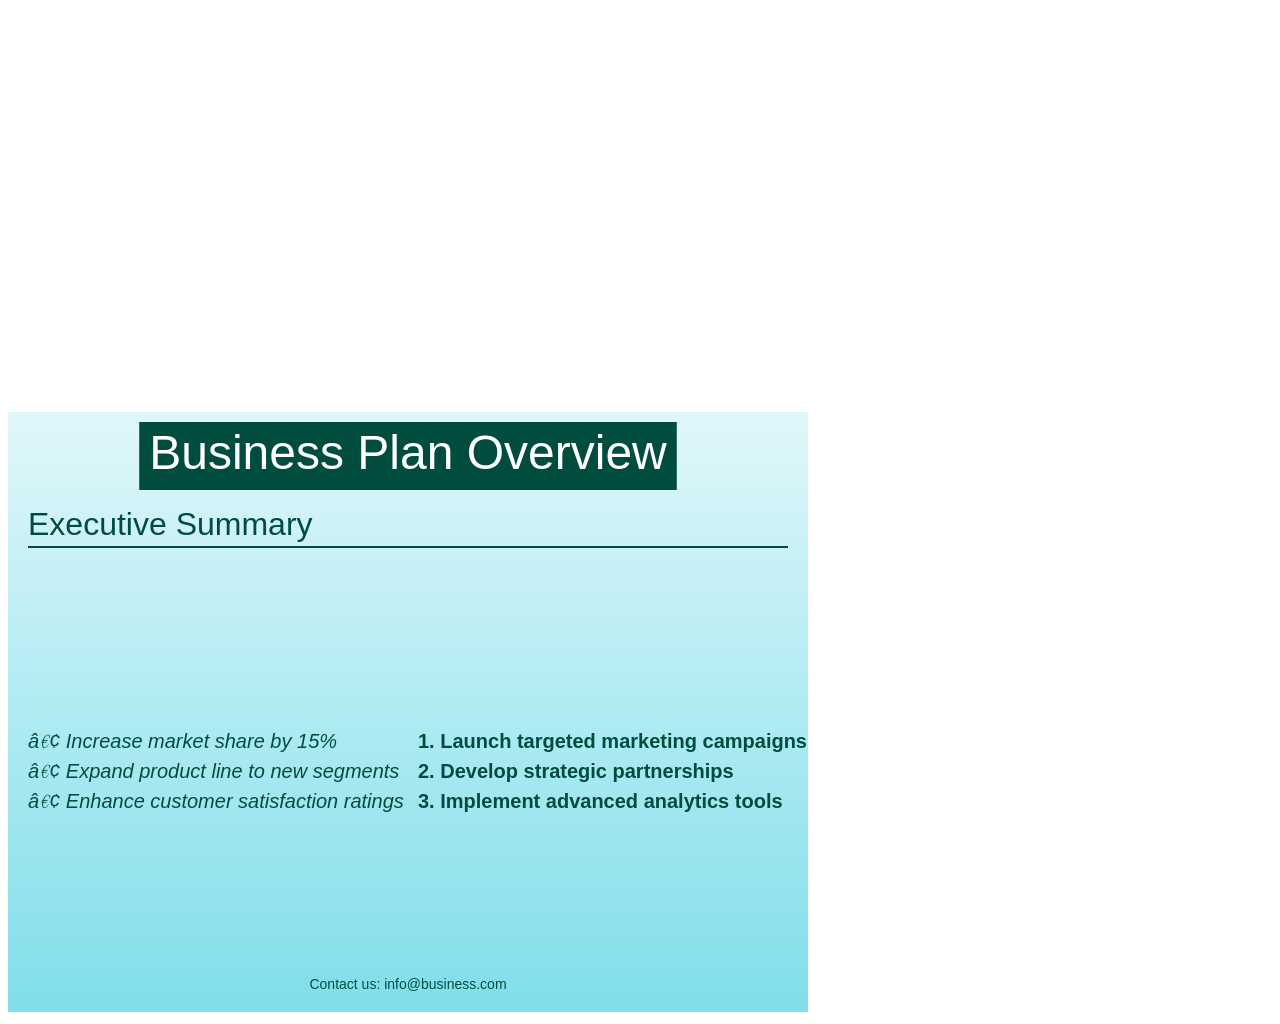 Business Plan Overview
Executive Summary
â€¢ Increase market share by 15%
â€¢ Expand product line to new segments
â€¢ Enhance customer satisfaction ratings
1. Launch targeted marketing campaigns
2. Develop strategic partnerships
3. Implement advanced analytics tools
Contact us: info@business.com